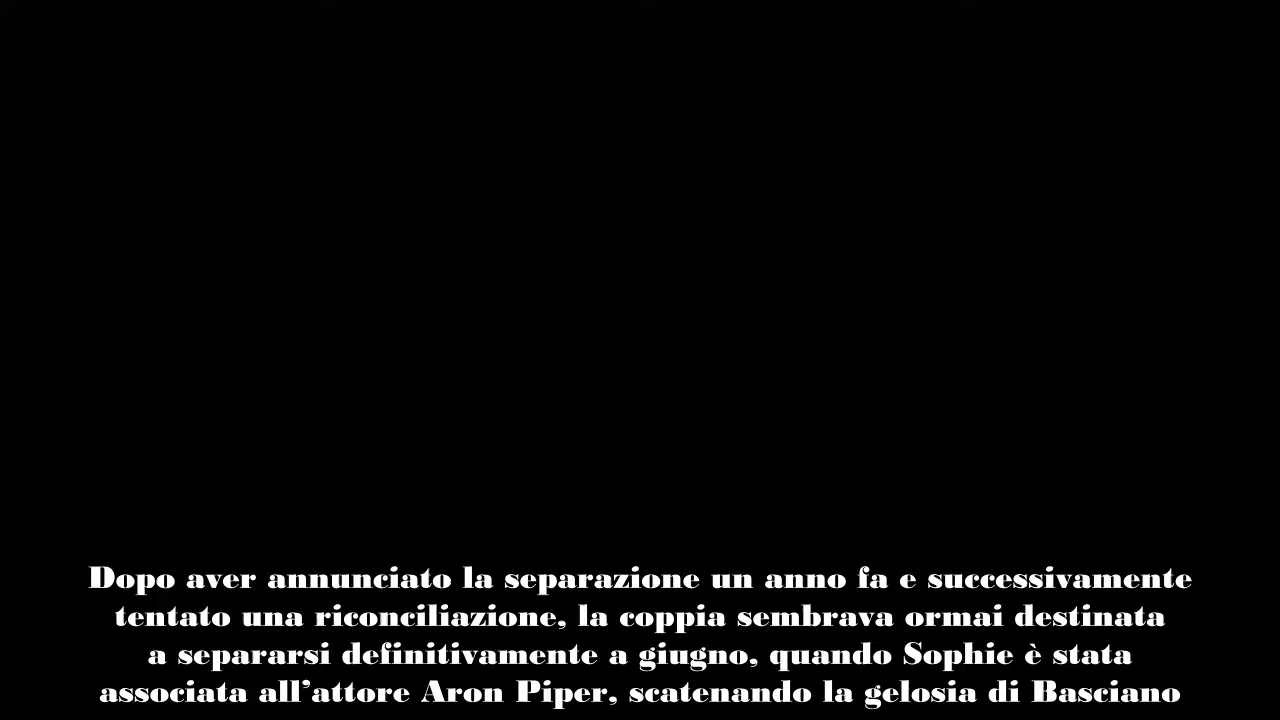 Dopo aver annunciato la separazione un anno fa e successivamente
tentato una riconciliazione, la coppia sembrava ormai destinata
a separarsi definitivamente a giugno, quando Sophie è stata
associata all’attore Aron Piper, scatenando la gelosia di Basciano